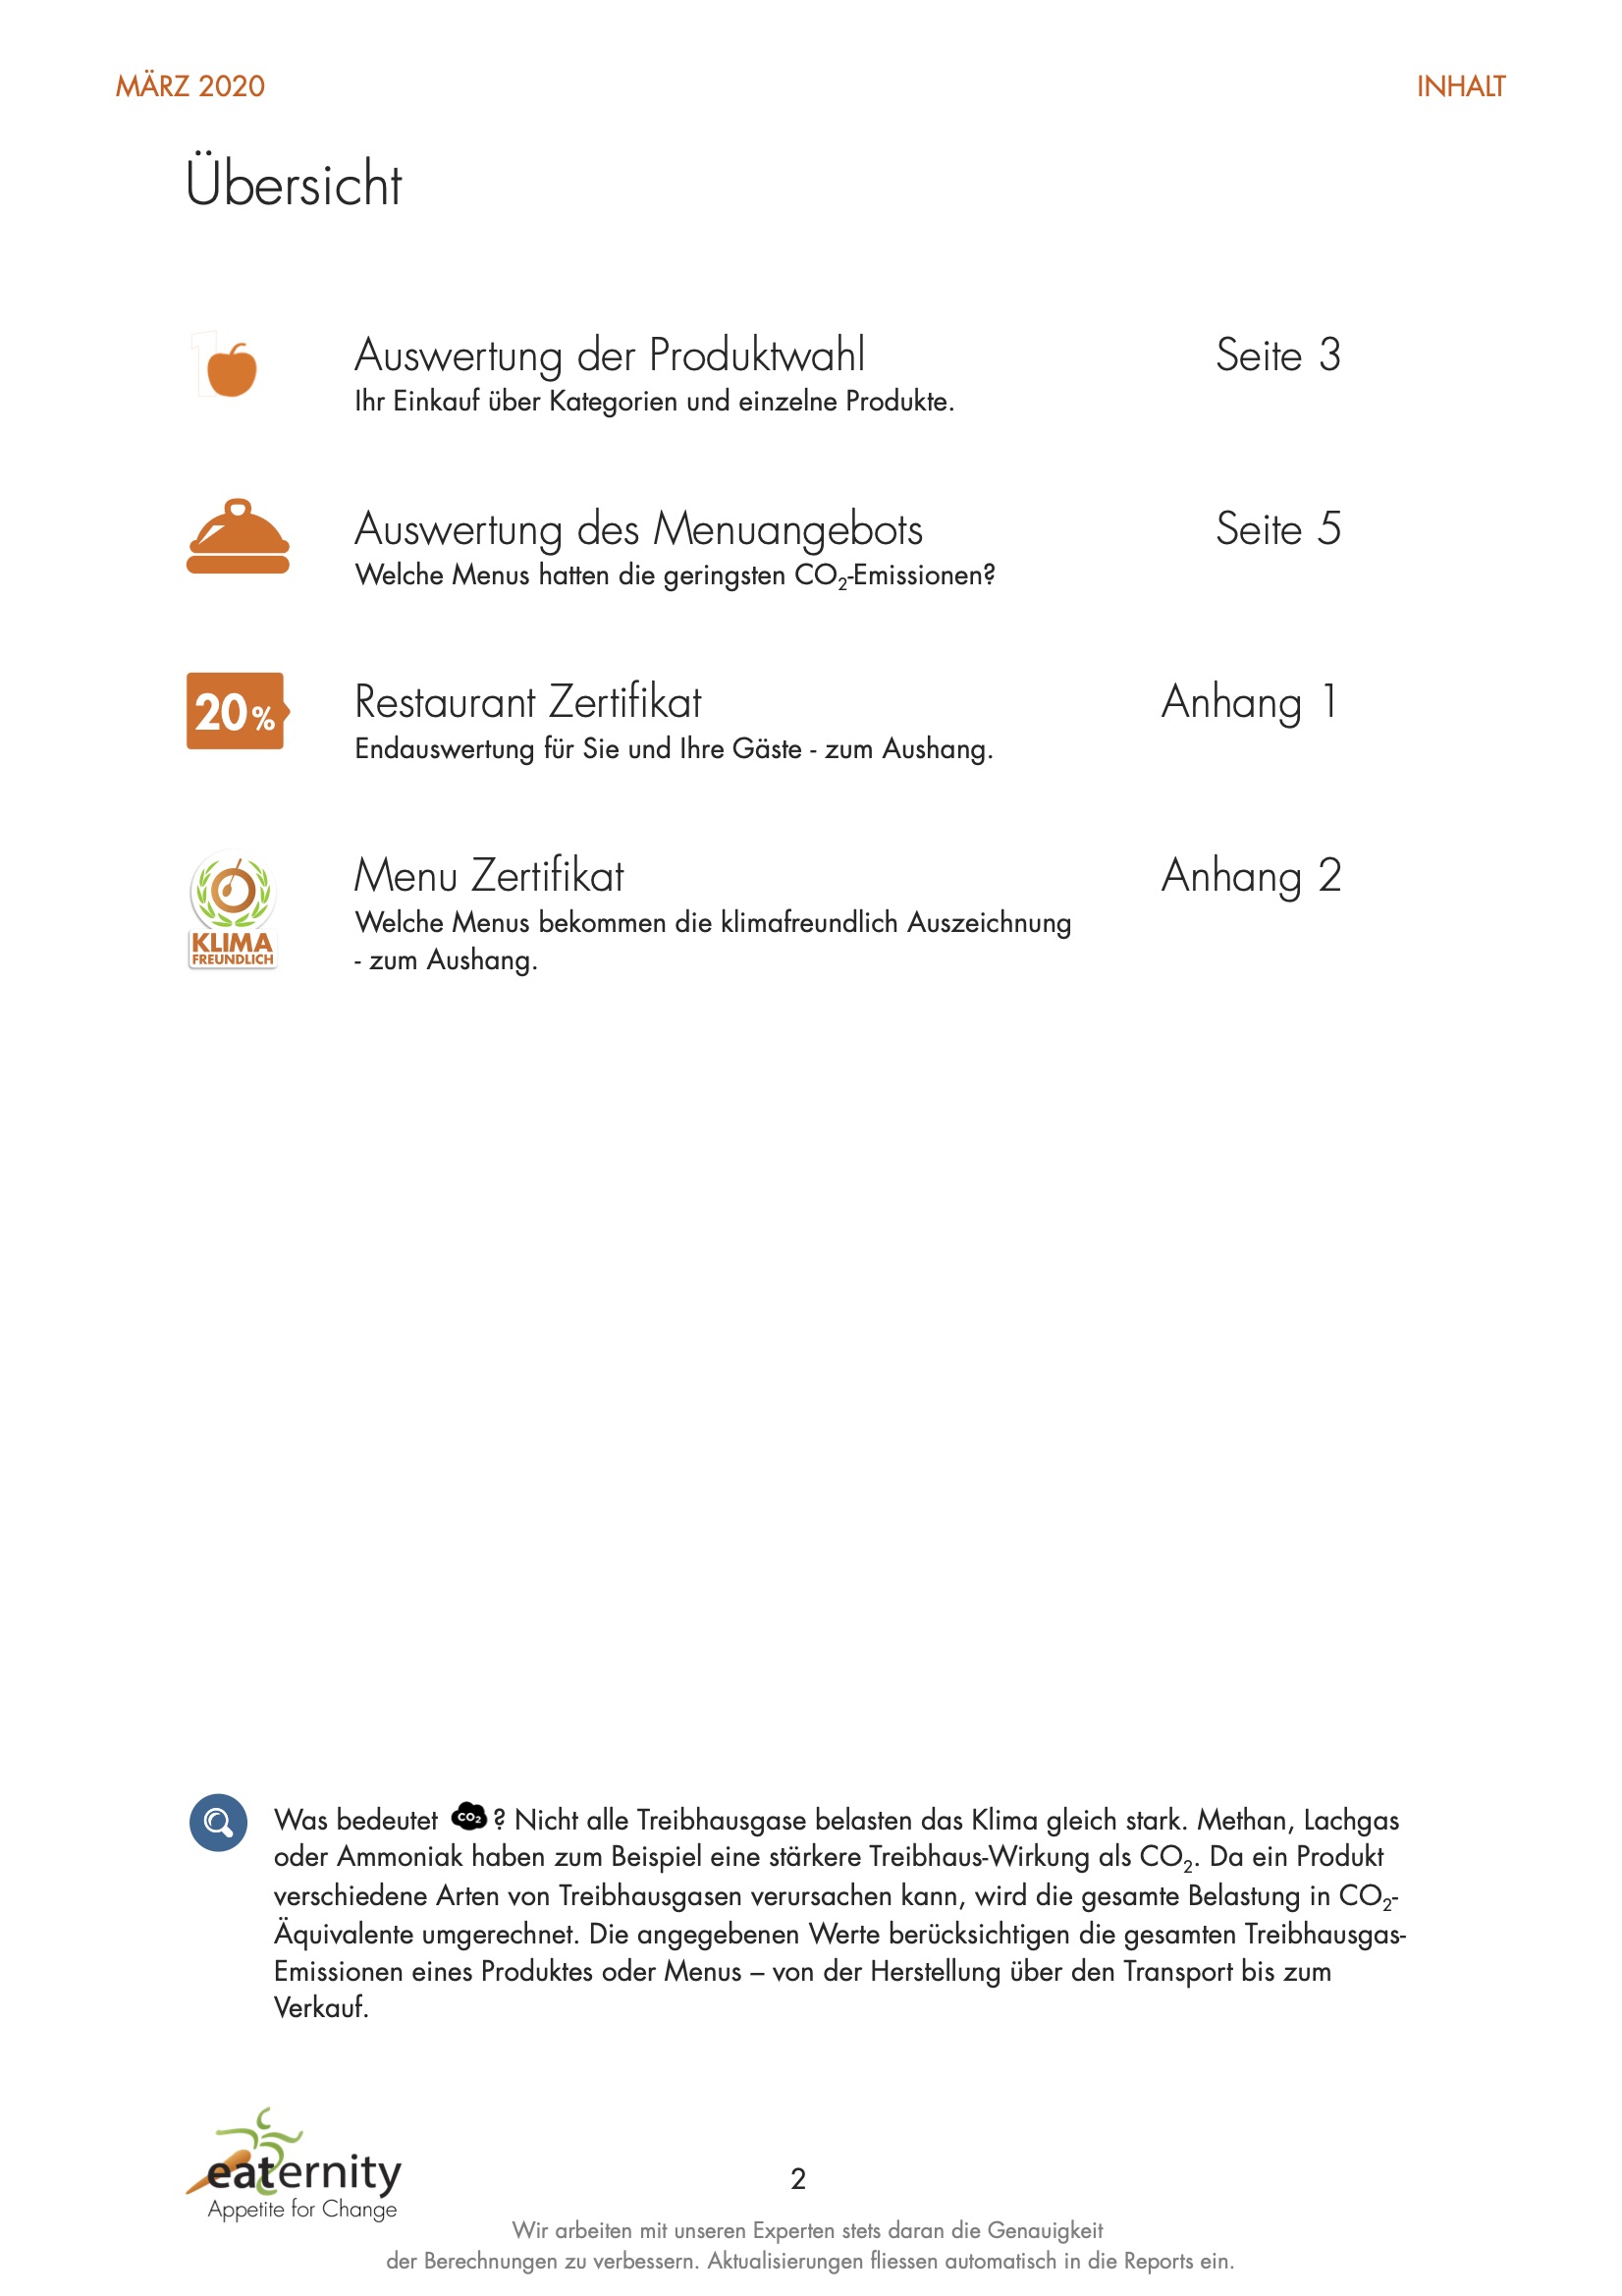 MÄRZ 2020
INHALT
Übersicht
Auswertung der Produktwahl
Seite 3
Ihr Einkauf über Kategorien und einzelne Produkte.
Auswertung des Menuangebots
Seite 5
Welche Menus hatten die geringsten CO₂-Emissionen?
20%
Restaurant Zertifikat
Anhang 1
Endauswertung für Sie und Ihre Gäste - zum Aushang.
KLIMA
FREUNDLICH
Menu Zertifikat
Anhang 2
Welche Menus bekommen die klimafreundlich Auszeichnung
- zum Aushang.
Was bedeutet CO₂? Nicht alle Treibhausgase belasten das Klima gleich stark. Methan, Lachgas
oder Ammoniak haben zum Beispiel eine stärkere Treibhaus-Wirkung als CO₂. Da ein Produkt
verschiedene Arten von Treibhausgasen verursachen kann, wird die gesamte Belastung in CO₂-
Äquivalente umgerechnet. Die angegebenen Werte berücksichtigen die gesamten Treibhausgas-
Emissionen eines Produktes oder Menus – von der Herstellung über den Transport bis zum
Verkauf.
eaternity
Appetite for Change
2
Wir arbeiten mit unseren Experten stets daran die Genauigkeit
der Berechnungen zu verbessern. Aktualisierungen fliessen automatisch in die Reports ein.